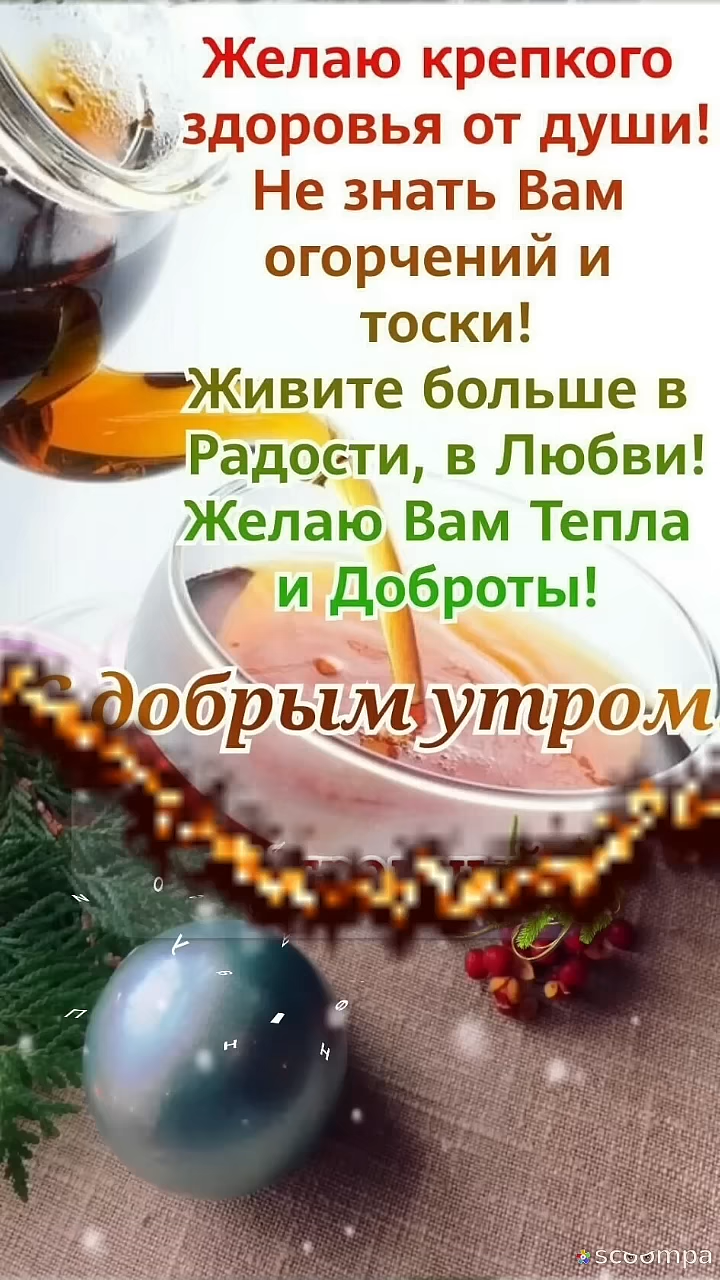 Желаю крепкого
здоровья от души!
Не знать Вам
огорчений и
тоски!
Живите больше в
Радости, в Любви!
Желаю Вам Тепла
и Доброты!
С добрым утром!
scoompa